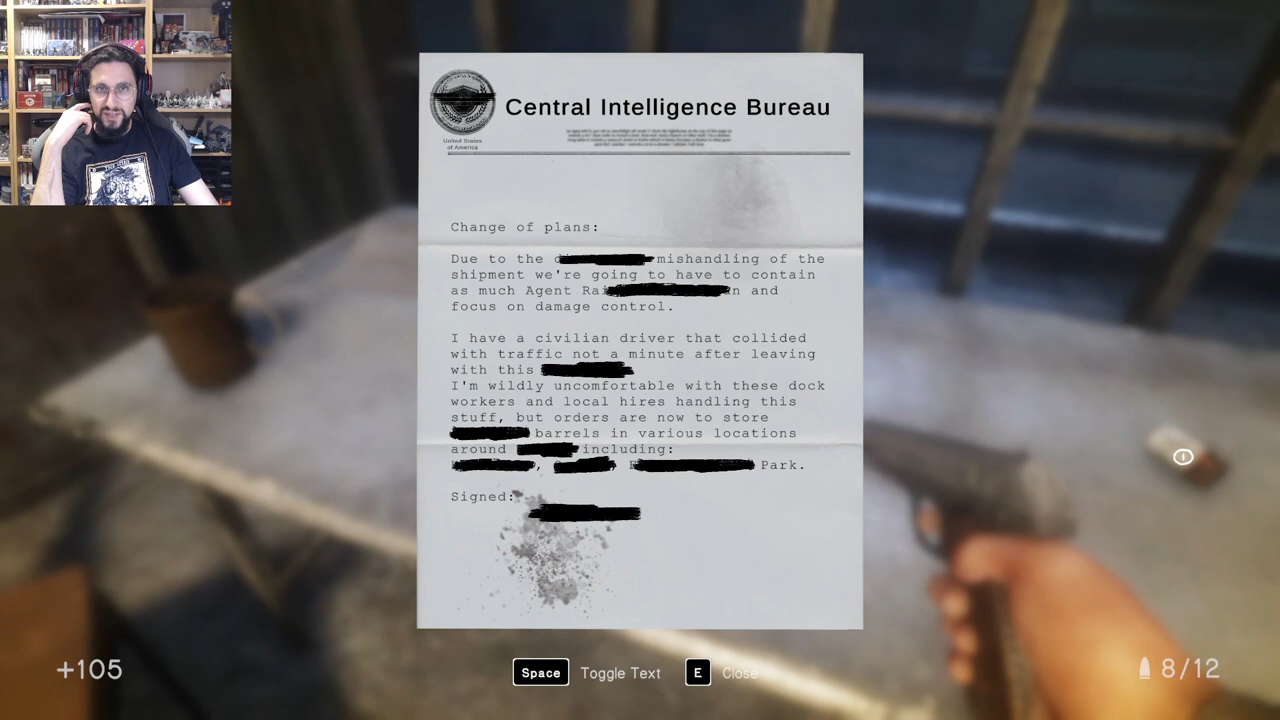 Central Intelligence Bureau
United States
of America
Change of plans:
Due to the mishandling of the
shipment we're going to have to contain
as much Agent Rai n and
focus on damage control.
I have a civilian driver that collided
with traffic not a minute after leaving
with this
I'm wildly uncomfortable with these dock
workers and local hires handling this
stuff, but orders are now to store
barrels in various locations
around including:
, , Park.
Signed:
+105
Space Toggle Text E Close
8/12